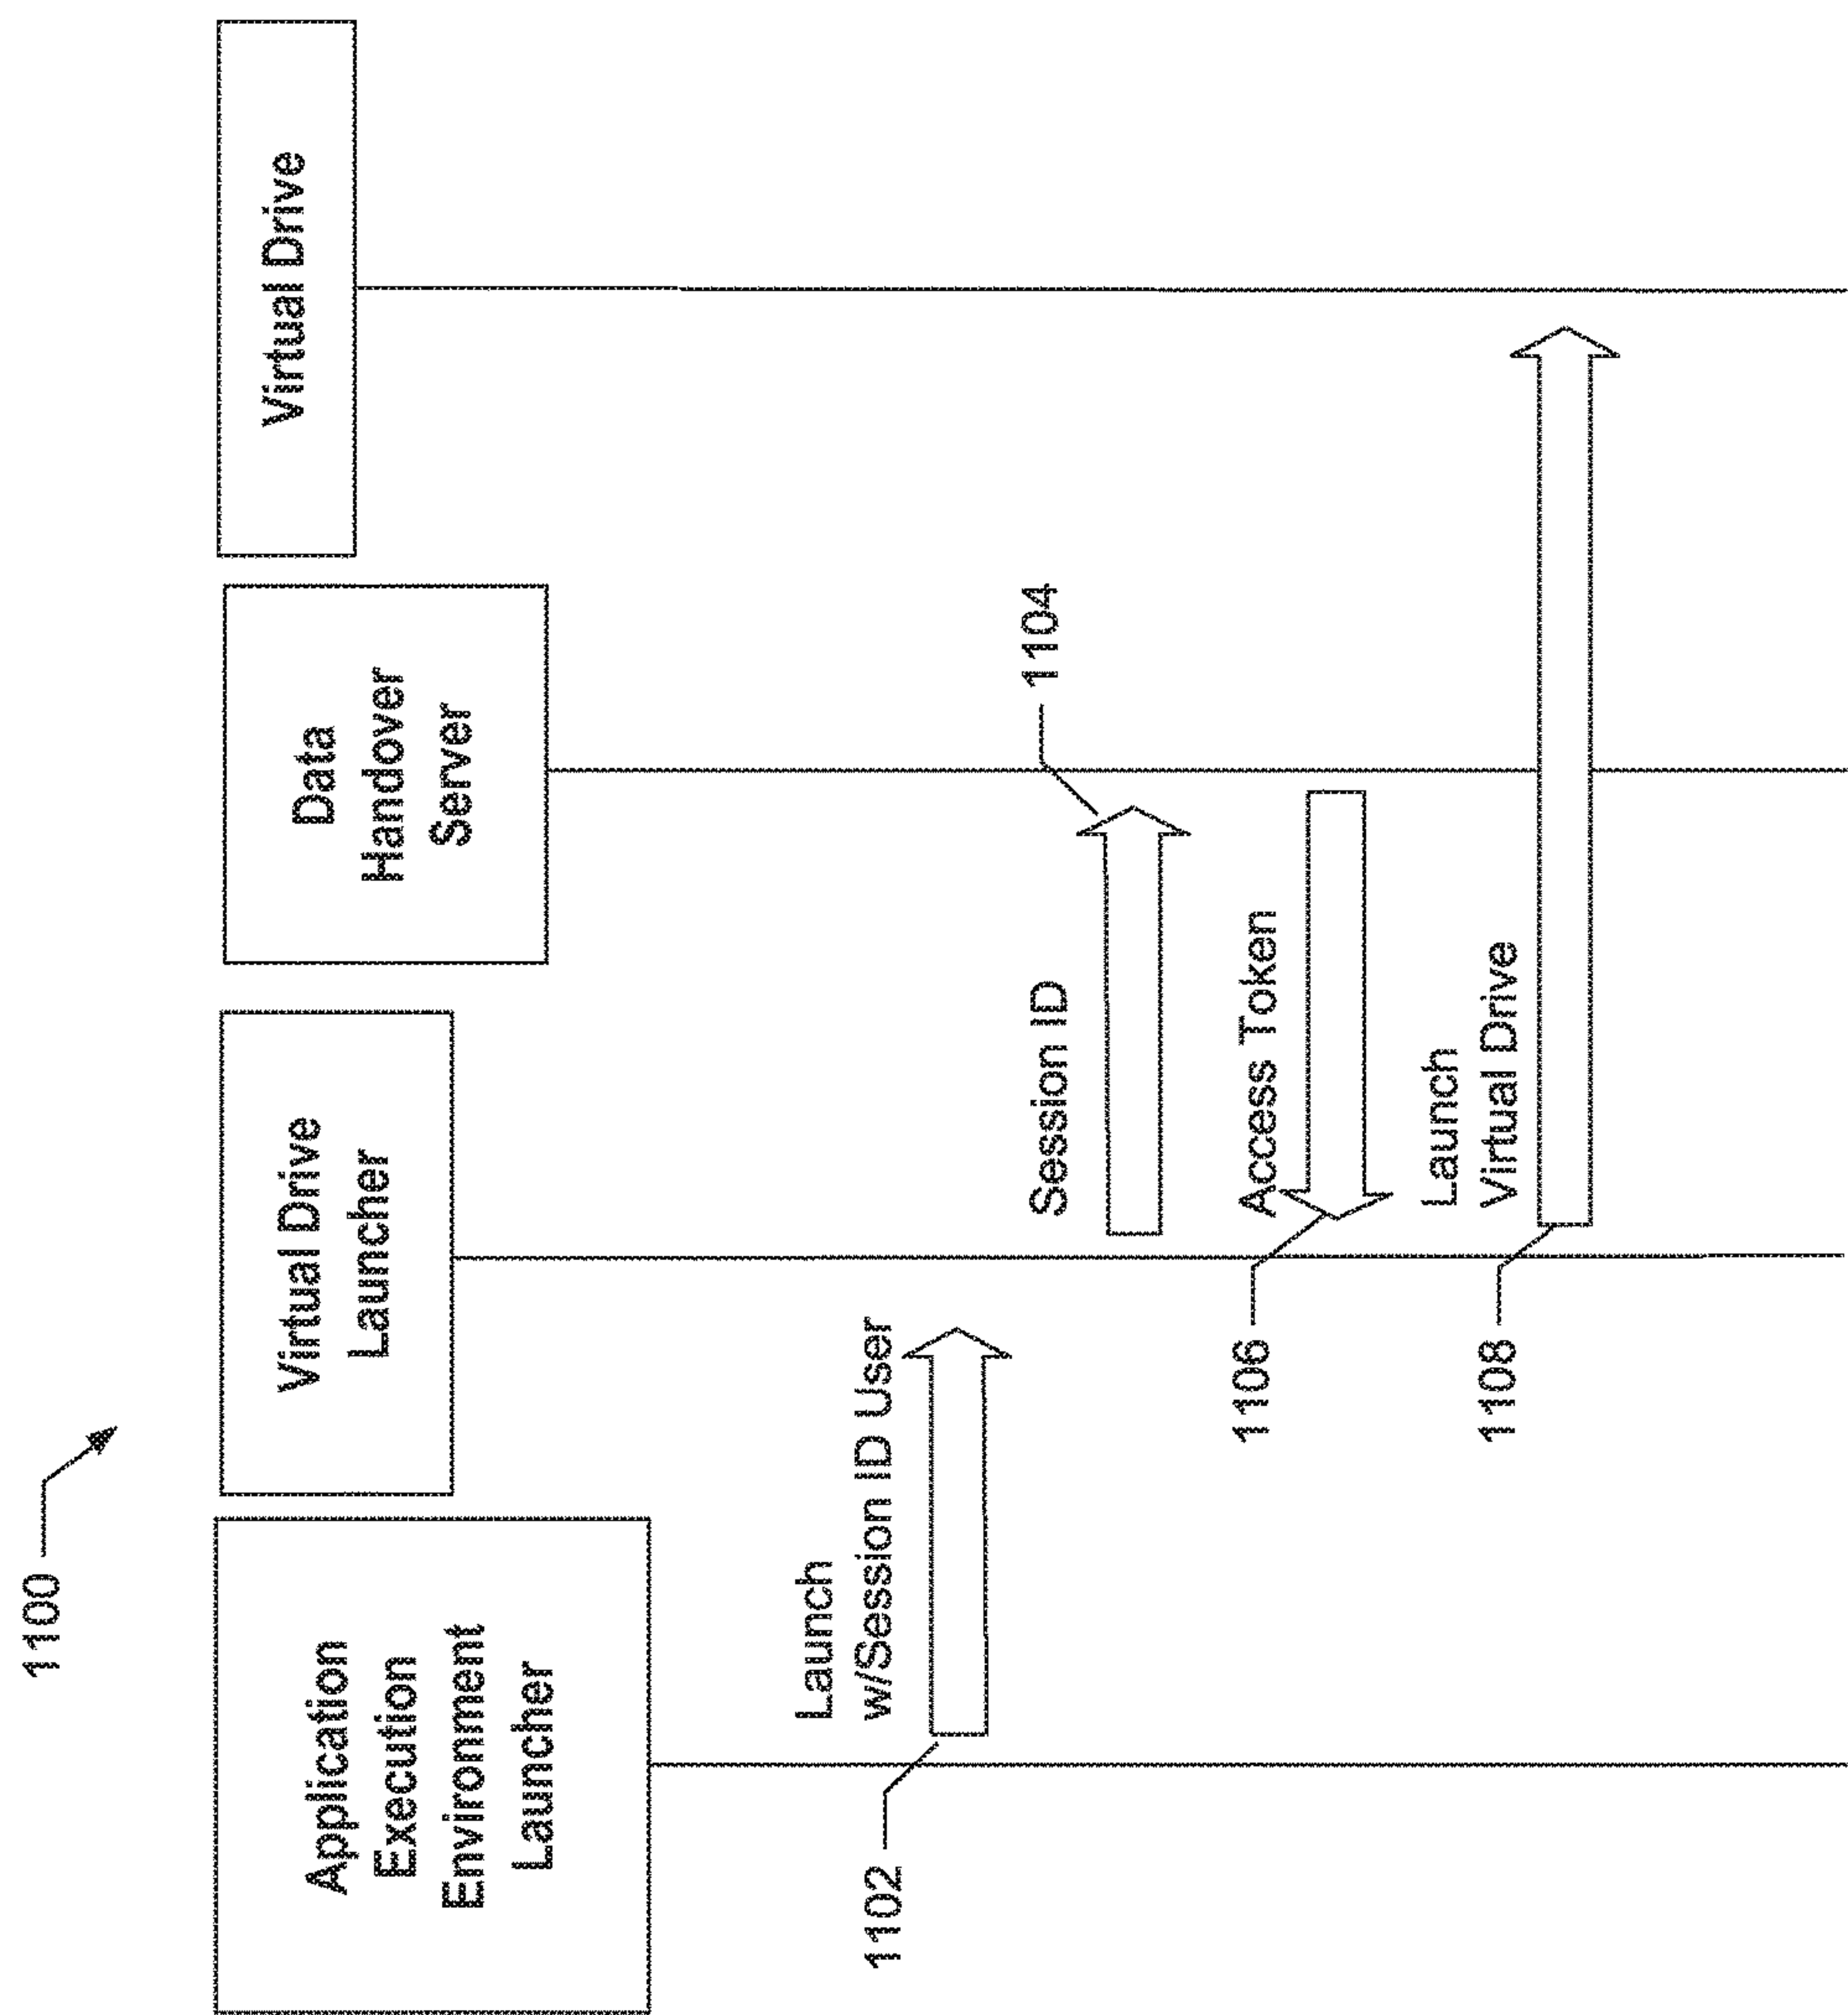 1100
Application
Execution
Environment
Launcher
Virtual Drive
Launcher
Data
Handover
Server
Virtual Drive
Launch
w/Session ID User
1102
Session ID
1104
Access Token
1106
Launch
Virtual Drive
1108